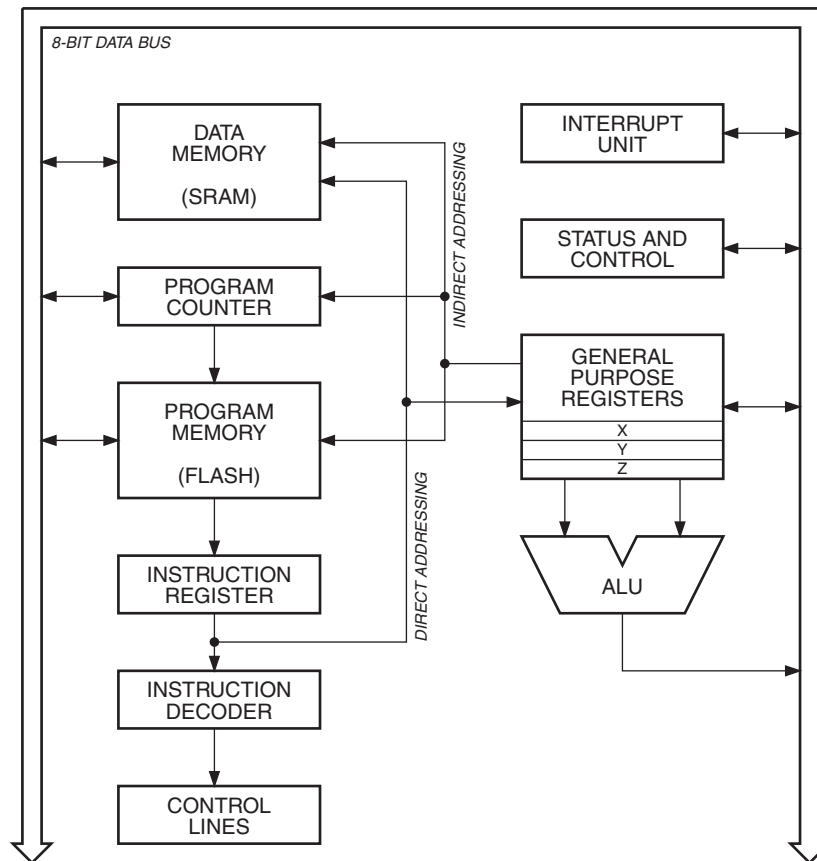 8-BIT DATA BUS
DATA
MEMORY
(SRAM)
INTERRUPT
UNIT
INDIRECT ADDRESSING
STATUS AND
CONTROL
PROGRAM
COUNTER
GENERAL
PURPOSE
REGISTERS
X
Y
Z
PROGRAM
MEMORY
(FLASH)
DIRECT ADDRESSING
INSTRUCTION
REGISTER
ALU
INSTRUCTION
DECODER
CONTROL
LINES